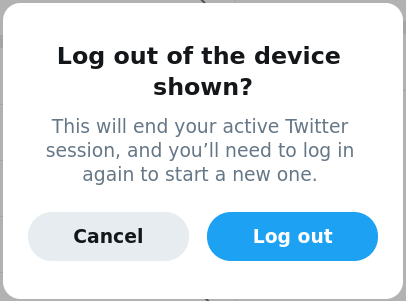 Log out of the device
shown?
This will end your active Twitter
session, and you’ll need to log in
again to start a new one.
Cancel
Log out